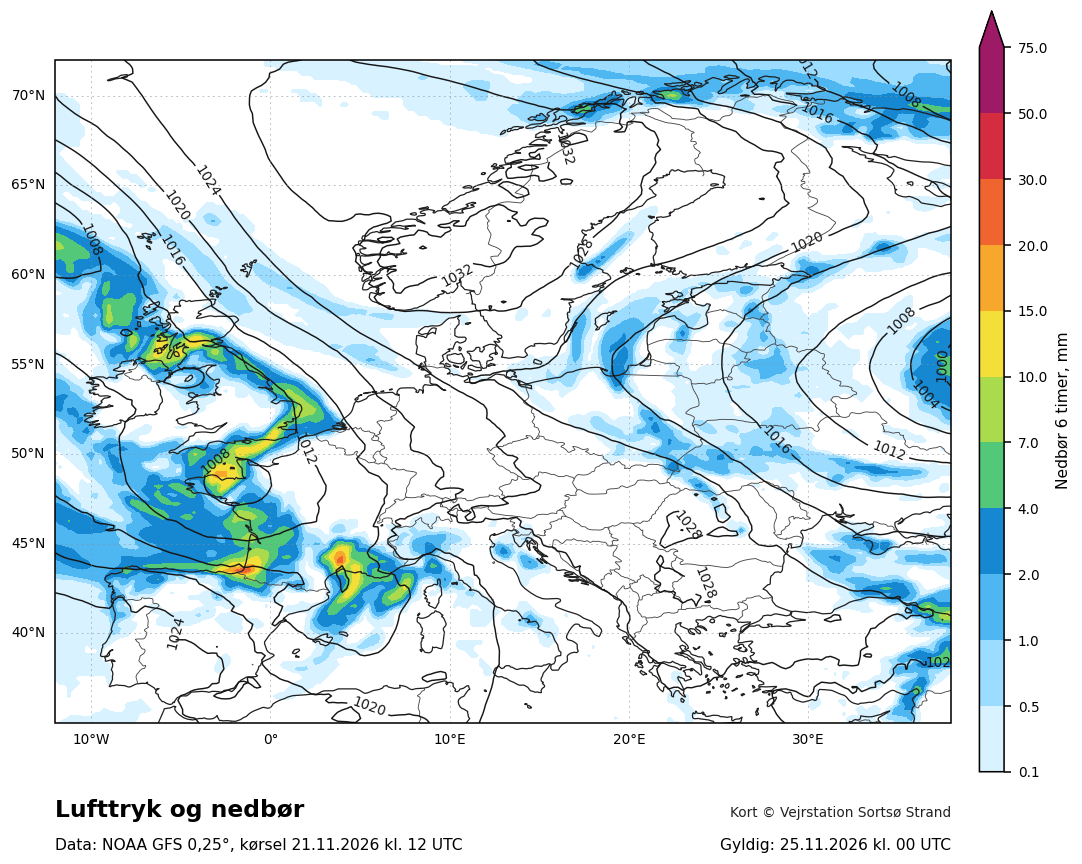 75.0
50.0
30.0
20.0
15.0
10.0
7.0
4.0
2.0
1.0
0.5
0.1
Nedbør 6 timer, mm
70°N
65°N
60°N
55°N
50°N
45°N
40°N
10°W
0°
10°E
20°E
30°E
1008
1016
1032
1024
1020
1016
1008
1032
1028
1020
1008
1000
1004
1012
1016
1012
1008
1028
1028
1024
1020
Lufttryk og nedbør
Kort © Vejrstation Sortsø Strand
Data: NOAA GFS 0,25°, kørsel 21.11.2026 kl. 12 UTC
Gyldig: 25.11.2026 kl. 00 UTC